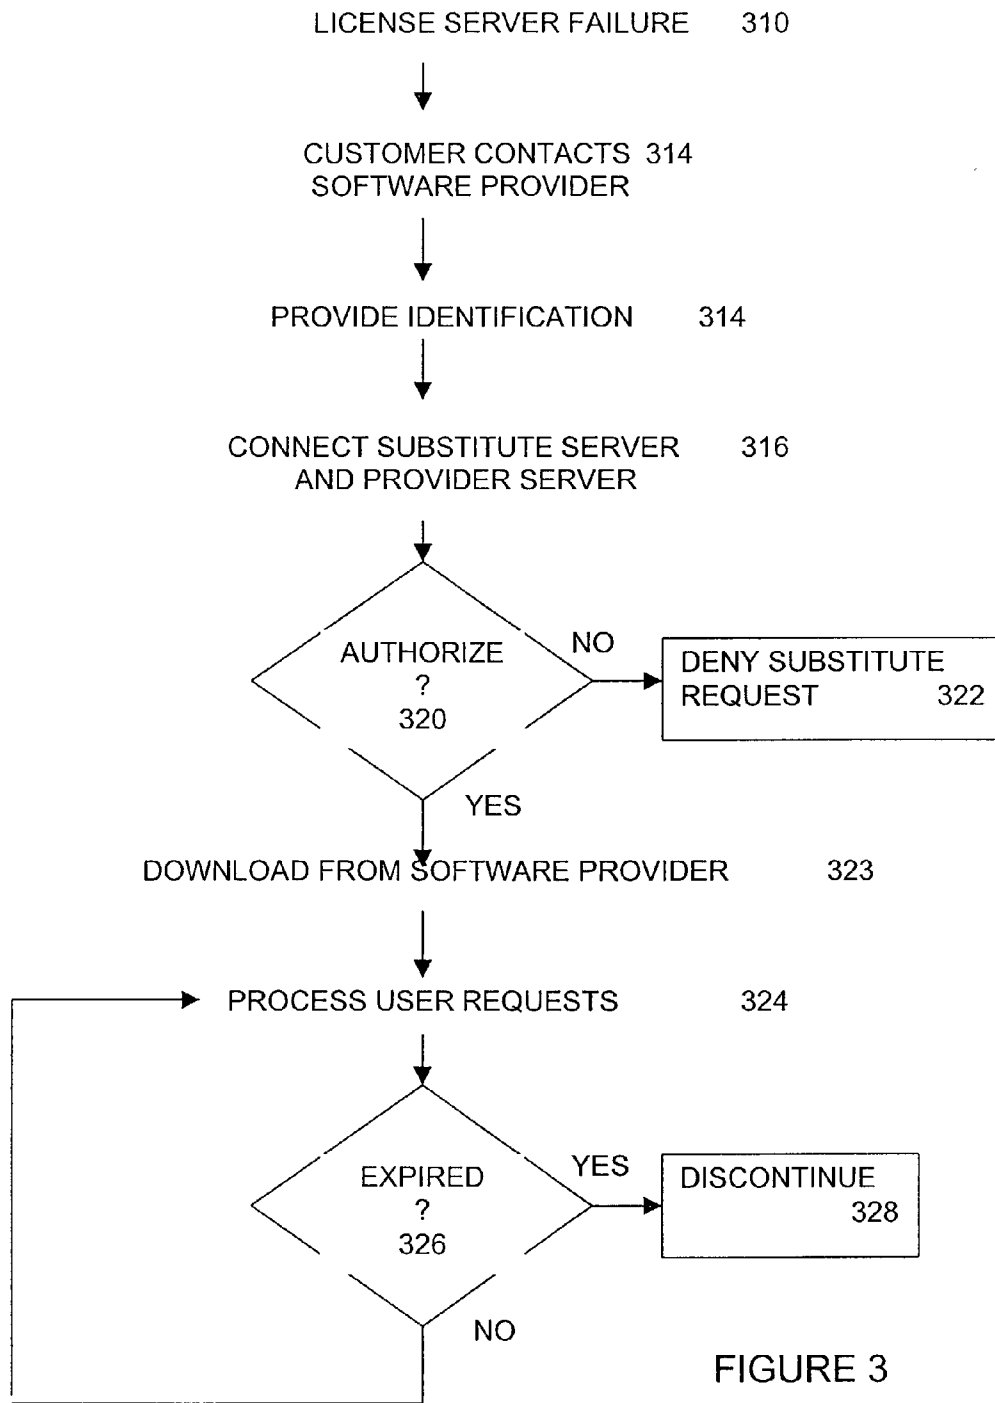 LICENSE SERVER FAILURE 310
CUSTOMER CONTACTS 314
SOFTWARE PROVIDER
PROVIDE IDENTIFICATION 314
CONNECT SUBSTITUTE SERVER 316
AND PROVIDER SERVER
AUTHORIZE
?
320
NO
DENY SUBSTITUTE
REQUEST 322
YES
DOWNLOAD FROM SOFTWARE PROVIDER 323
PROCESS USER REQUESTS 324
EXPIRED
?
326
YES
DISCONTINUE
328
NO
FIGURE 3